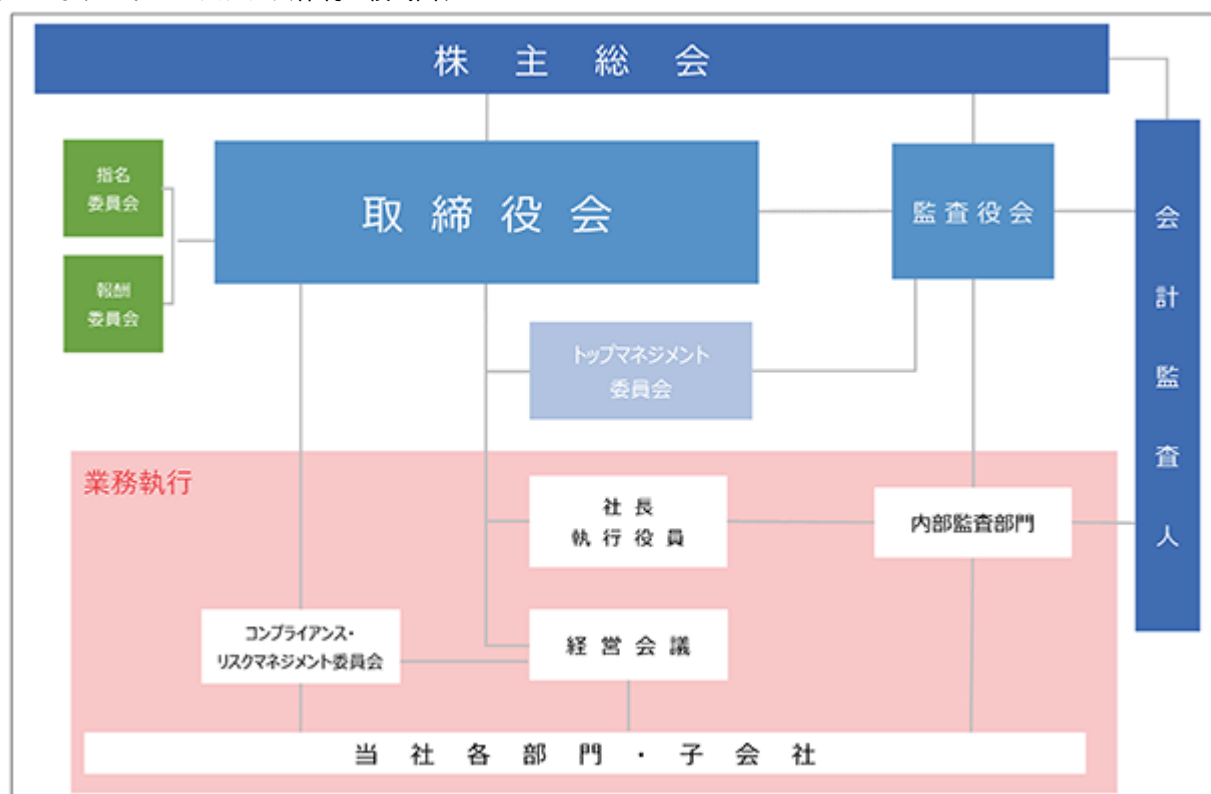 株主総会
指名
委員会
取締役会
監査役会
会計監査人
報酬
委員会
トップマネジメント
委員会
業務執行
社長
執行役員
内部監査部門
コンプライアンス・
リスクマネジメント委員会
経営会議
当社各部門・子会社